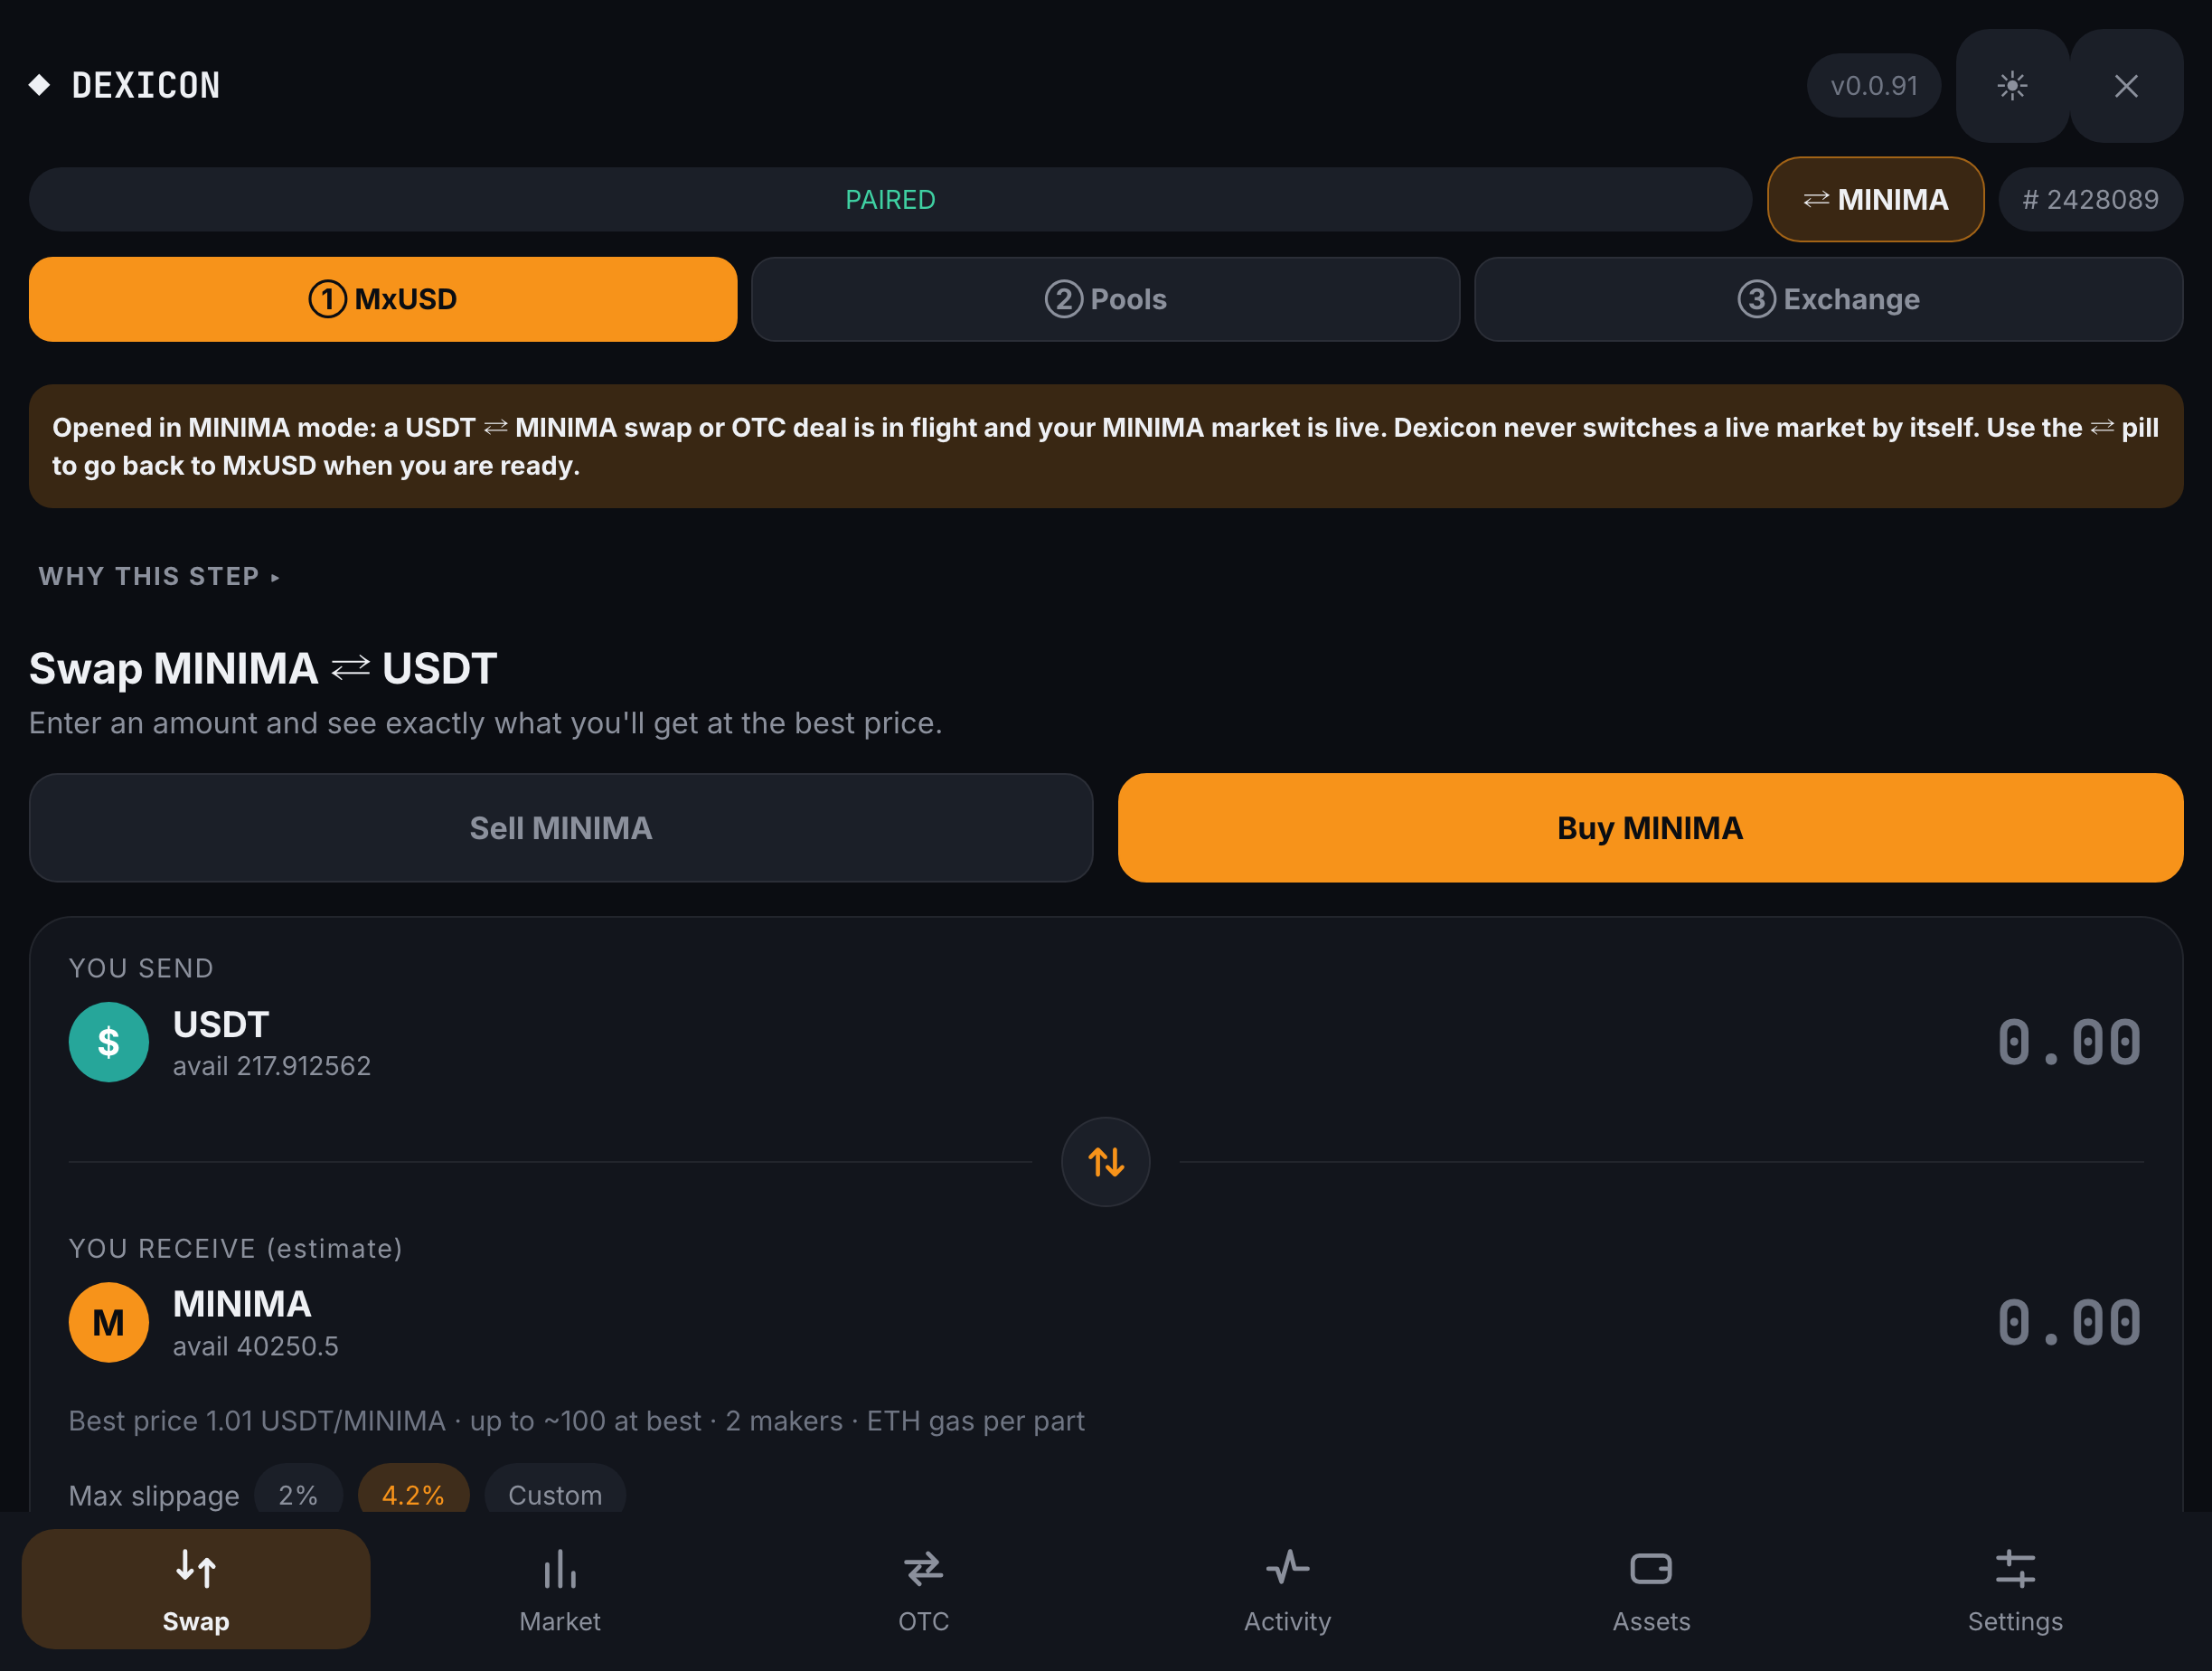 ◆ DEXICON
v0.0.91
PAIRED
⇄ MINIMA
# 2428089
① MxUSD
② Pools
③ Exchange
Opened in MINIMA mode: a USDT ⇄ MINIMA swap or OTC deal is in flight and your MINIMA market is live. Dexicon never switches a live market by itself. Use the ⇄ pill
to go back to MxUSD when you are ready.
WHY THIS STEP ▸
Swap MINIMA ⇄ USDT
Enter an amount and see exactly what you'll get at the best price.
Sell MINIMA
Buy MINIMA
YOU SEND
$
USDT
avail 217.912562
0.00
YOU RECEIVE (estimate)
M
MINIMA
avail 40250.5
0.00
Best price 1.01 USDT/MINIMA · up to ~100 at best · 2 makers · ETH gas per part
Max slippage
2%
4.2%
Custom
Swap
Market
OTC
Activity
Assets
Settings